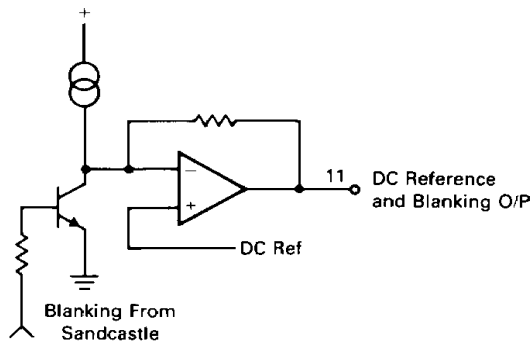 +
−
+
11
DC Reference
and Blanking O/P
DC Ref
Blanking From
Sandcastle